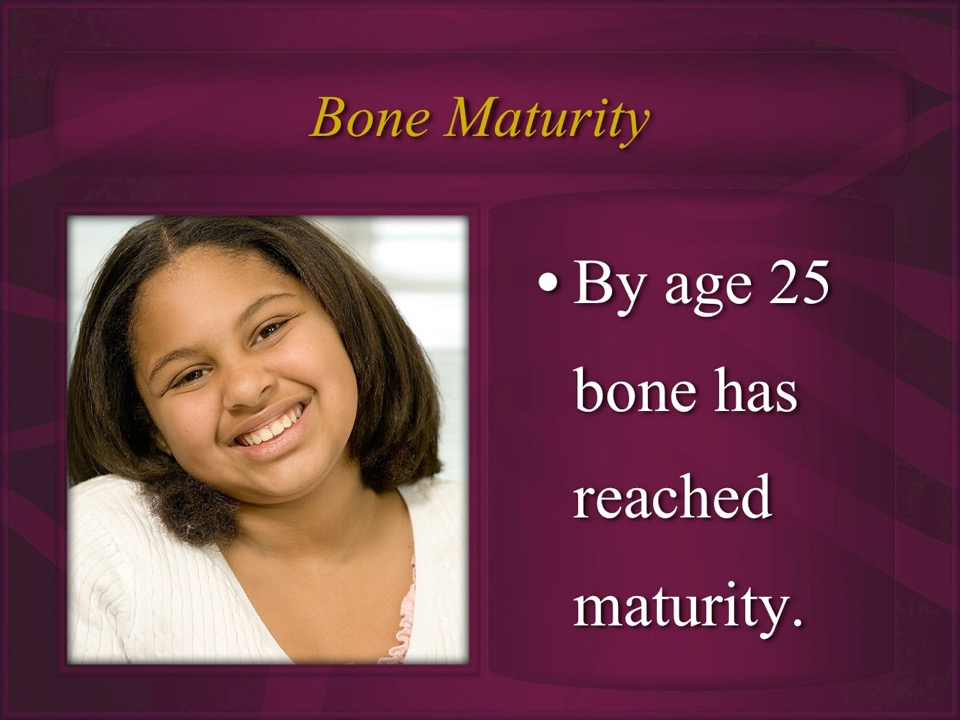 Bone Maturity
• By age 25
bone has
reached
maturity.